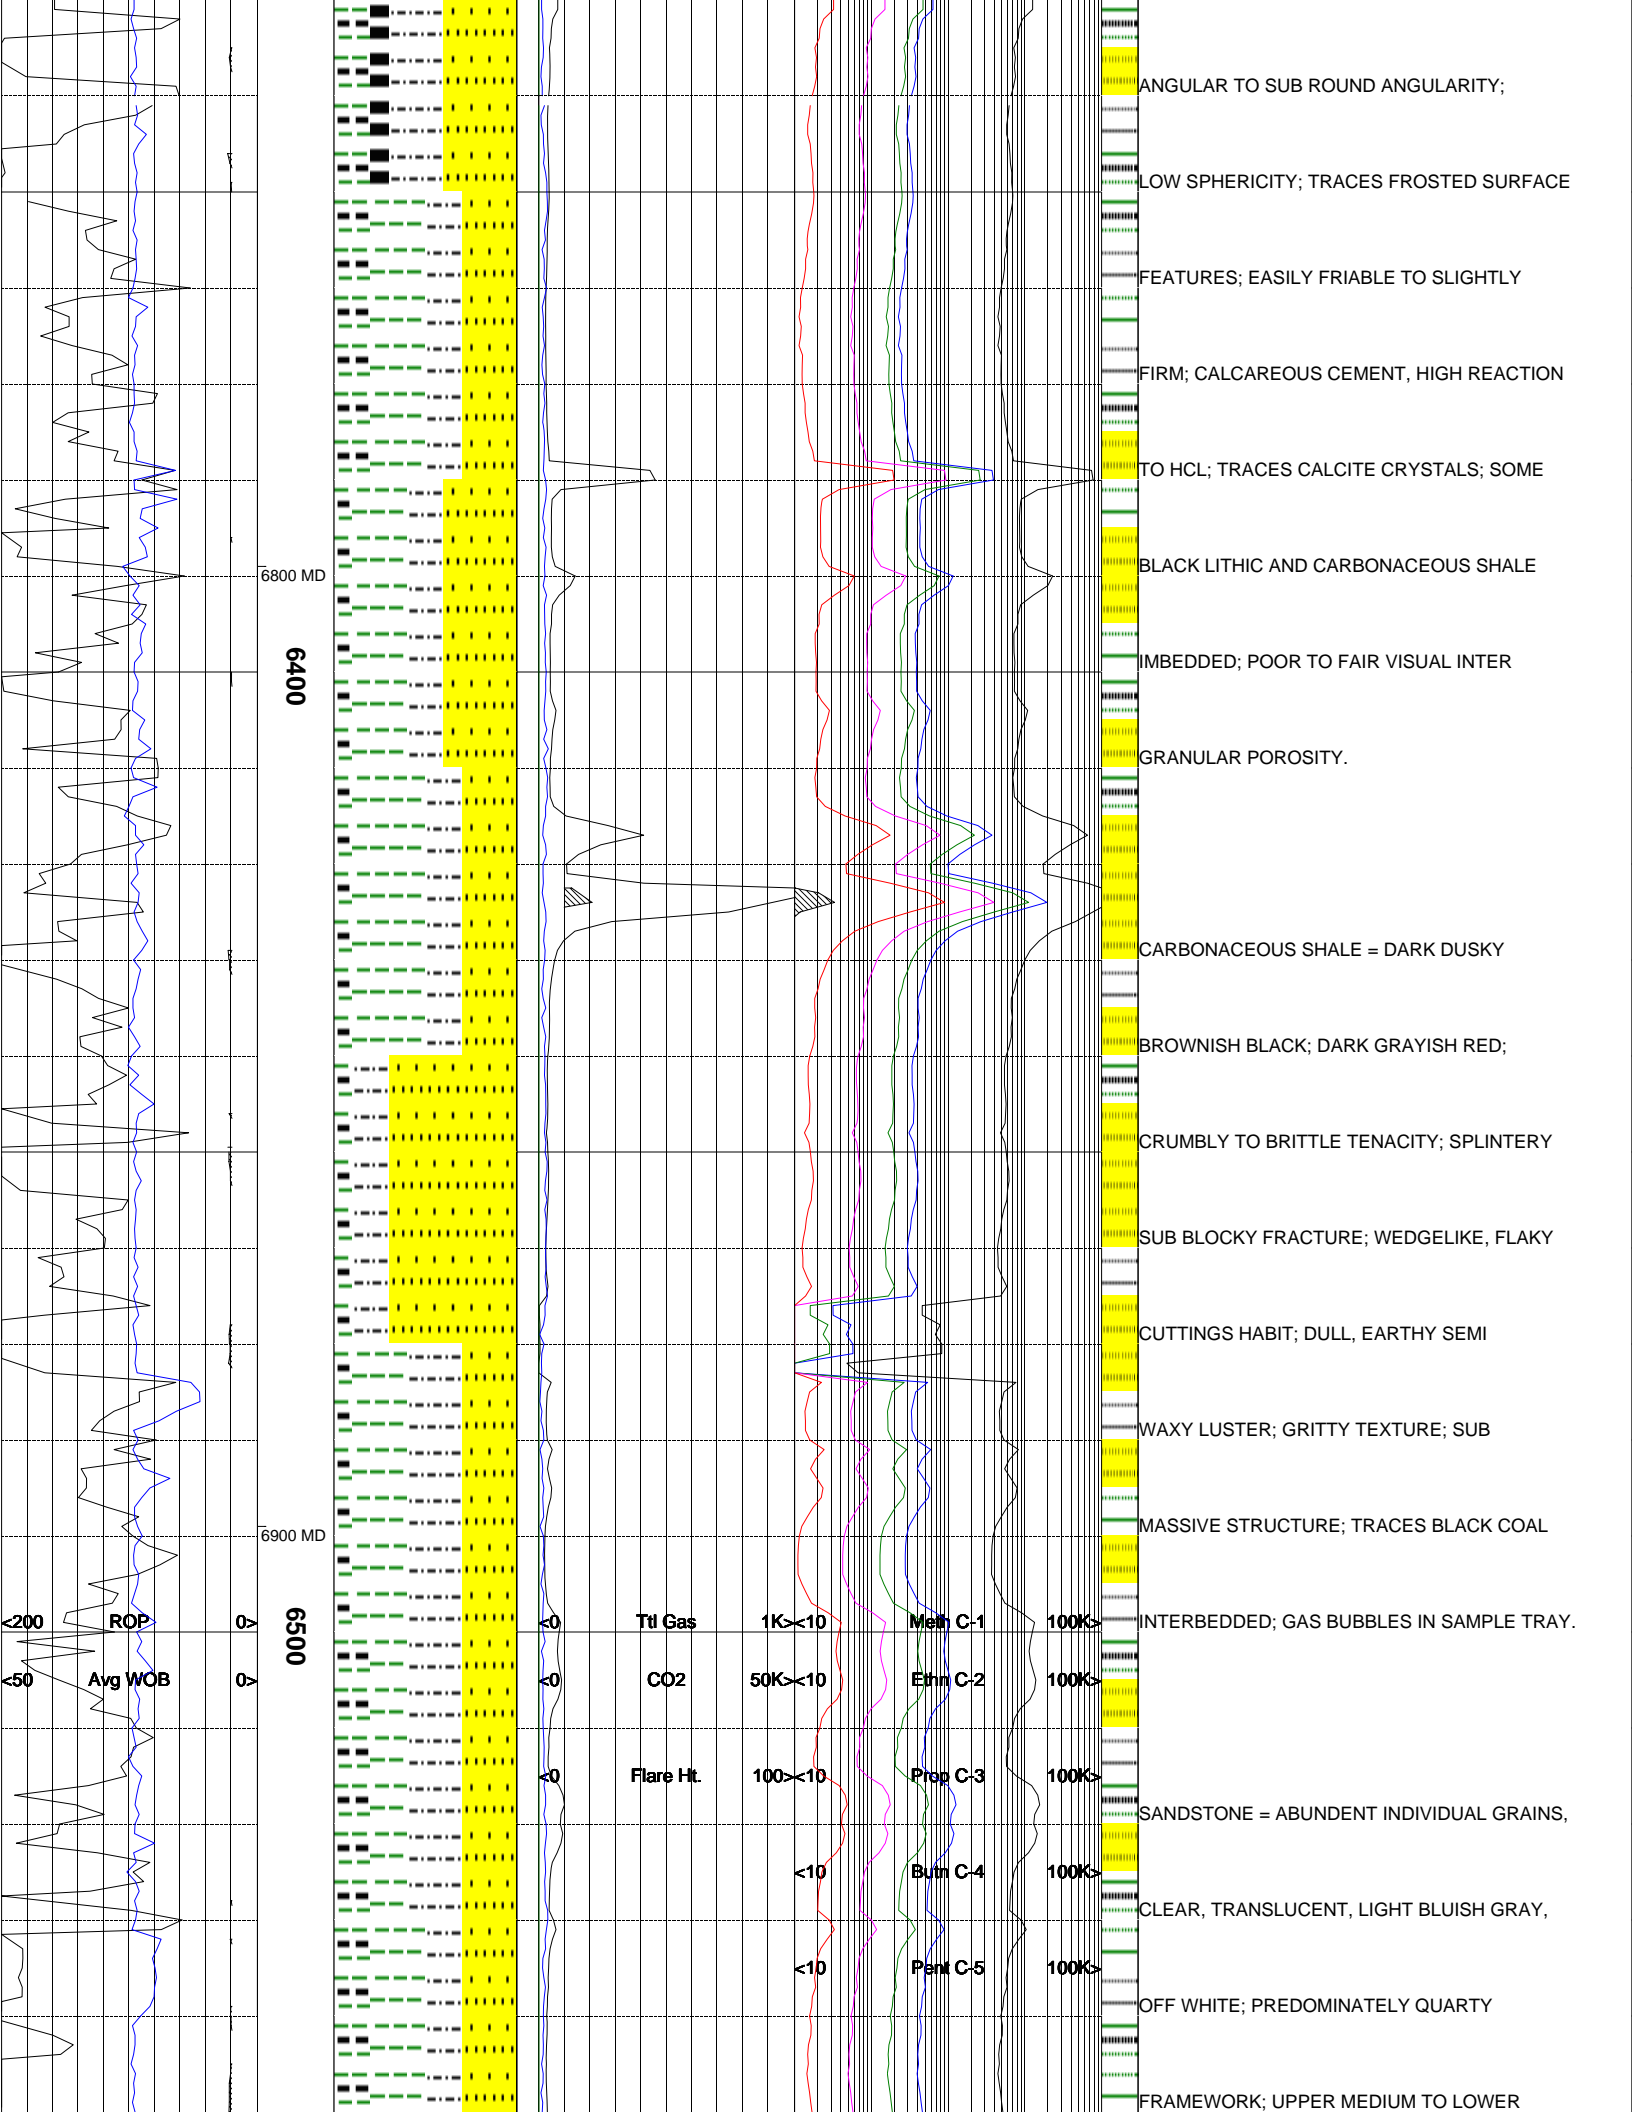 ANGULAR TO SUB ROUND ANGULARITY;
LOW SPHERICITY; TRACES FROSTED SURFACE
FEATURES; EASILY FRIABLE TO SLIGHTLY
FIRM; CALCAREOUS CEMENT, HIGH REACTION
TO HCL; TRACES CALCITE CRYSTALS; SOME
6800 MD
BLACK LITHIC AND CARBONACEOUS SHALE
6400
IMBEDDED; POOR TO FAIR VISUAL INTER
GRANULAR POROSITY.
CARBONACEOUS SHALE = DARK DUSKY
BROWNISH BLACK; DARK GRAYISH RED;
CRUMBLY TO BRITTLE TENACITY; SPLINTERY
SUB BLOCKY FRACTURE; WEDGELIKE, FLAKY
CUTTINGS HABIT; DULL, EARTHY SEMI
WAXY LUSTER; GRITTY TEXTURE; SUB
6900 MD
MASSIVE STRUCTURE; TRACES BLACK COAL
6500
<200 ROP 0> <0 Ttl Gas 1K><10 Meth C-1 100K>
INTERBEDDED; GAS BUBBLES IN SAMPLE TRAY.
<50 Avg WOB 0> <0 CO2 50K><10 Ethn C-2 100K>
<0 Flare Ht. 100><10 Prop C-3 100K>
SANDSTONE = ABUNDENT INDIVIDUAL GRAINS,
<10 Butn C-4 100K>
CLEAR, TRANSLUCENT, LIGHT BLUISH GRAY,
<10 Pent C-5 100K>
OFF WHITE; PREDOMINATELY QUARTY
FRAMEWORK; UPPER MEDIUM TO LOWER